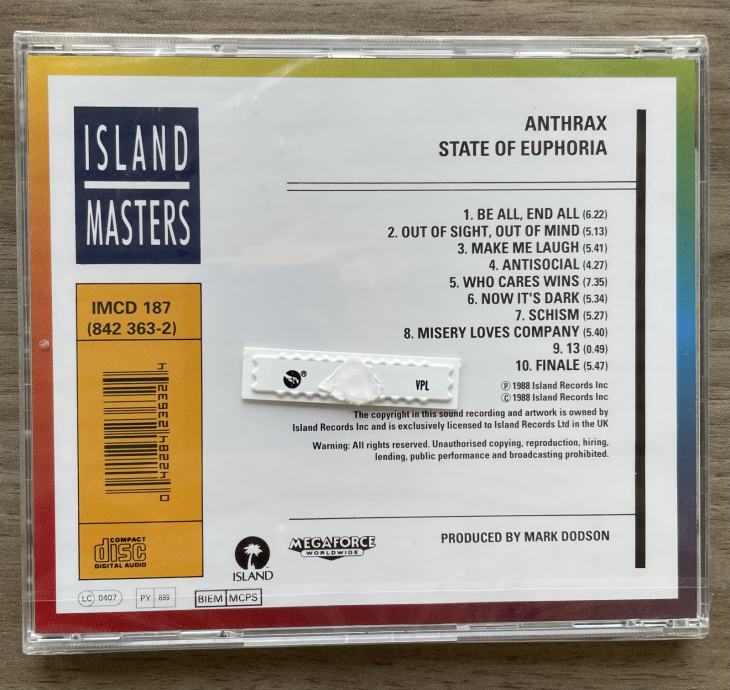 ISLAND
MASTERS
IMCD 187
(842 363-2)
COMPACT
disc
DIGITAL AUDIO
LC 0407
PY 899
BIEM MCPS
ANTHRAX
STATE OF EUPHORIA
1. BE ALL, END ALL (6.22)
2. OUT OF SIGHT, OUT OF MIND (5.13)
3. MAKE ME LAUGH (5.41)
4. ANTISOCIAL (4.27)
5. WHO CARES WINS (7.35)
6. NOW IT'S DARK (5.34)
7. SCHISM (5.27)
8. MISERY LOVES COMPANY (5.40)
9. 13 (0.49)
10. FINALE (5.47)
® VPL
℗ 1988 Island Records Inc
© 1988 Island Records Inc
The copyright in this sound recording and artwork is owned by
Island Records Inc and is exclusively licensed to Island Records Ltd in the UK
Warning: All rights reserved. Unauthorised copying, reproduction, hiring,
lending, public performance and broadcasting prohibited.
ISLAND
MEGAFORCE
WORLDWIDE
PRODUCED BY MARK DODSON